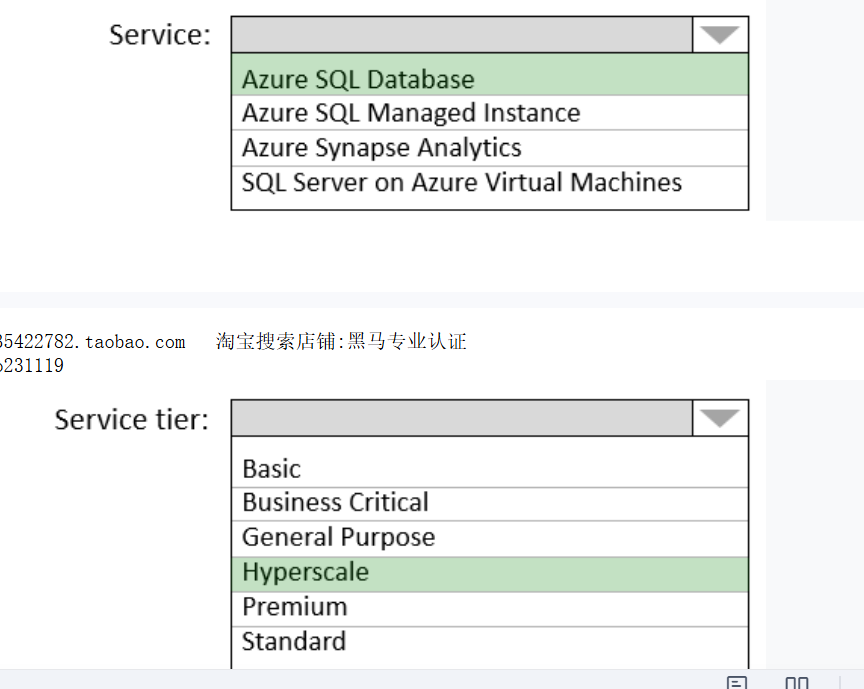 Service:
Azure SQL Database
Azure SQL Managed Instance
Azure Synapse Analytics
SQL Server on Azure Virtual Machines
35422782.taobao.com 淘宝搜索店铺:黑马专业认证
231119
Service tier:
Basic
Business Critical
General Purpose
Hyperscale
Premium
Standard